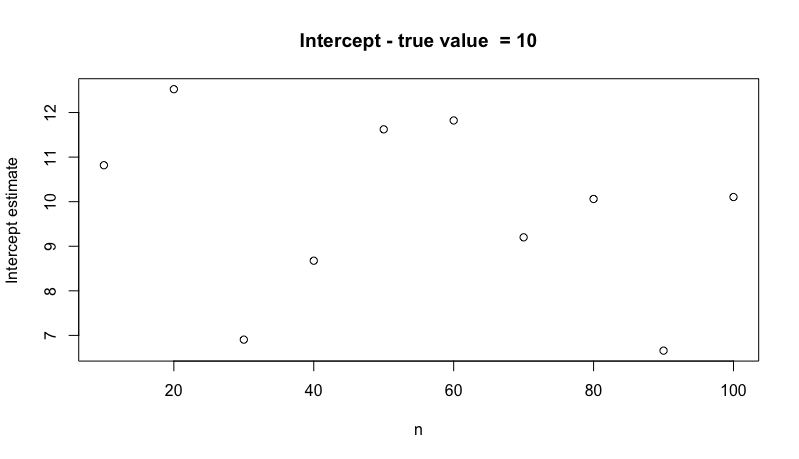 Intercept - true value  = 10
Intercept estimate
12
11
10
9
8
7
20 40 60 80 100
n